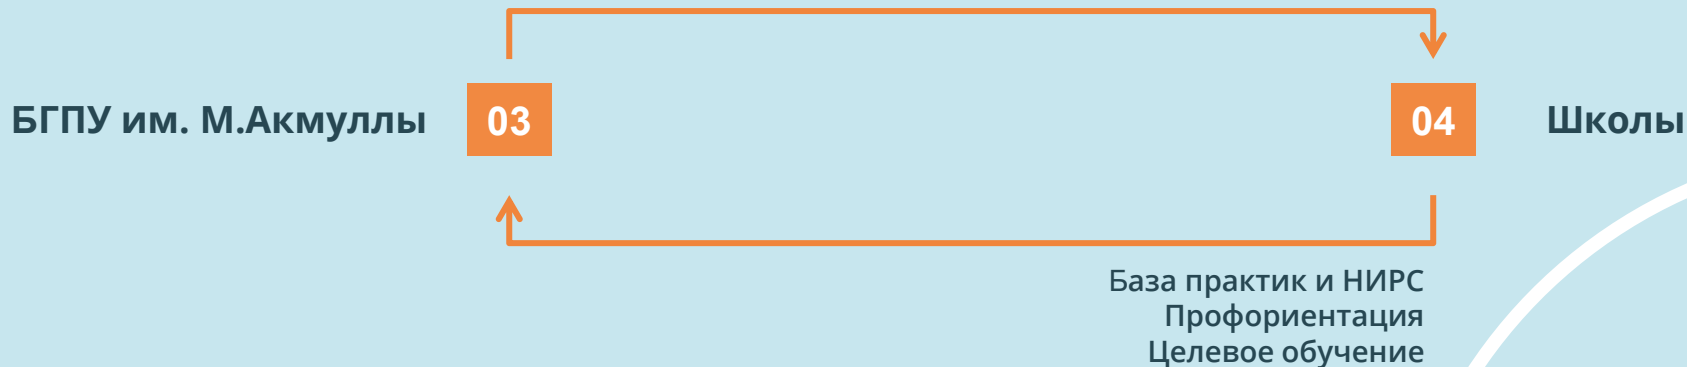 БГПУ им. М.Акмуллы
03
04
Школы
База практик и НИРС
Профориентация
Целевое обучение